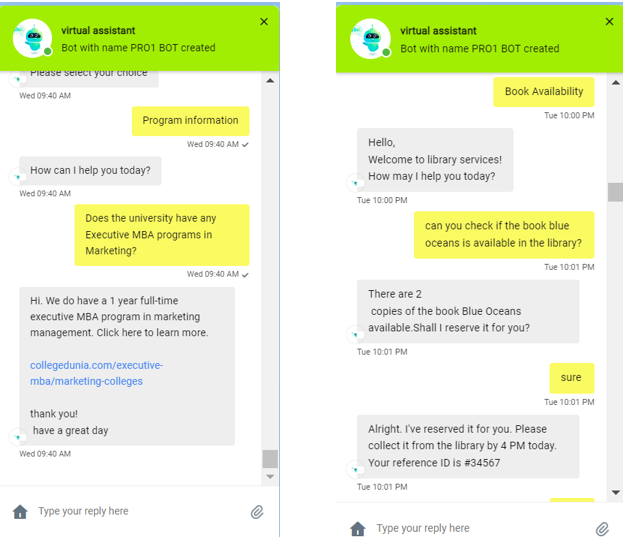 virtual assistant
Bot with name PRO1 BOT created
Please select your choice
Wed 09:40 AM
Program information
Wed 09:40 AM
How can I help you today?
Wed 09:40 AM
Does the university have any
Executive MBA programs in
Marketing?
Wed 09:40 AM
Hi. We do have a 1 year full-time
executive MBA program in marketing
management. Click here to learn more.
collegedunia.com/executive-
mba/marketing-colleges
thank you!
have a great day
Wed 09:40 AM
Type your reply here
virtual assistant
Bot with name PRO1 BOT created
Book Availability
Tue 10:00 PM
Hello,
Welcome to library services!
How may I help you today?
Tue 10:00 PM
can you check if the book blue
oceans is available in the library?
Tue 10:01 PM
There are 2
copies of the book Blue Oceans
available.Shall I reserve it for you?
Tue 10:01 PM
sure
Tue 10:01 PM
Alright. I've reserved it for you. Please
collect it from the library by 4 PM today.
Your reference ID is #34567
Tue 10:01 PM
Type your reply here